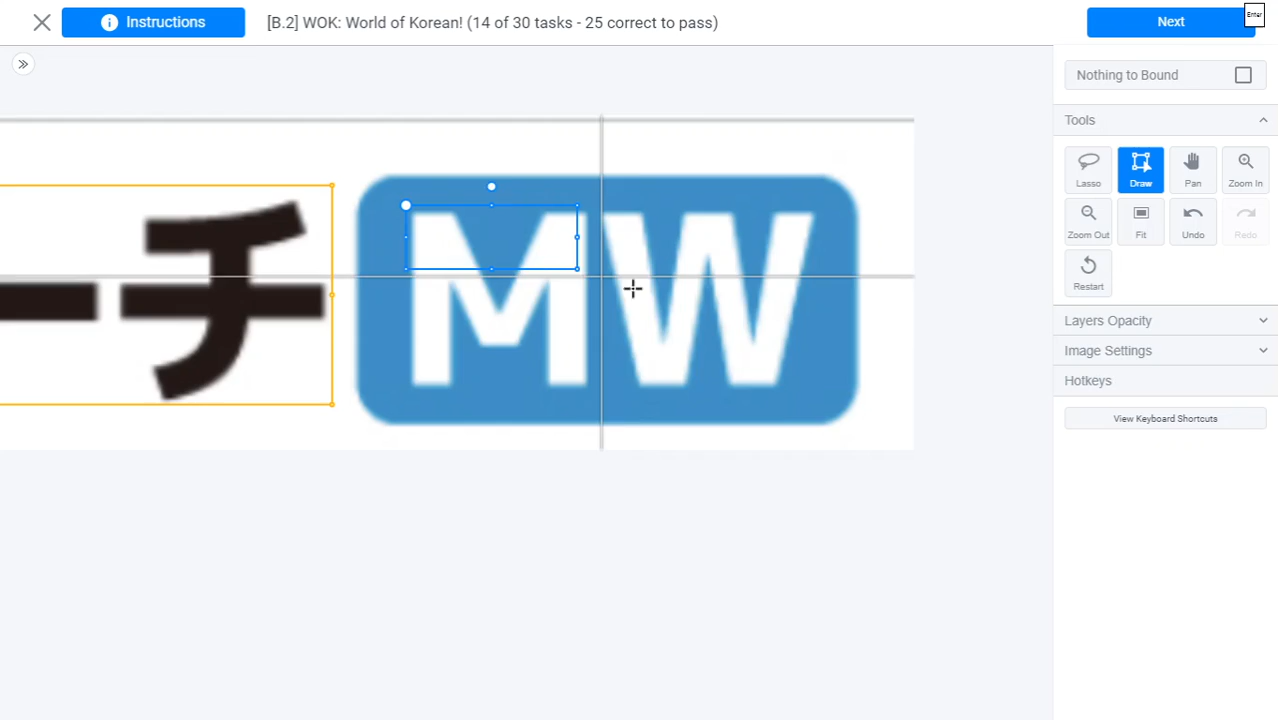 Instructions
[B.2] WOK: World of Korean! (14 of 30 tasks - 25 correct to pass)
Next
Enter
Nothing to Bound
Tools
Lasso
Draw
Pan
Zoom In
Zoom Out
Fit
Undo
Redo
Restart
Layers Opacity
Image Settings
Hotkeys
View Keyboard Shortcuts
ーチ MW